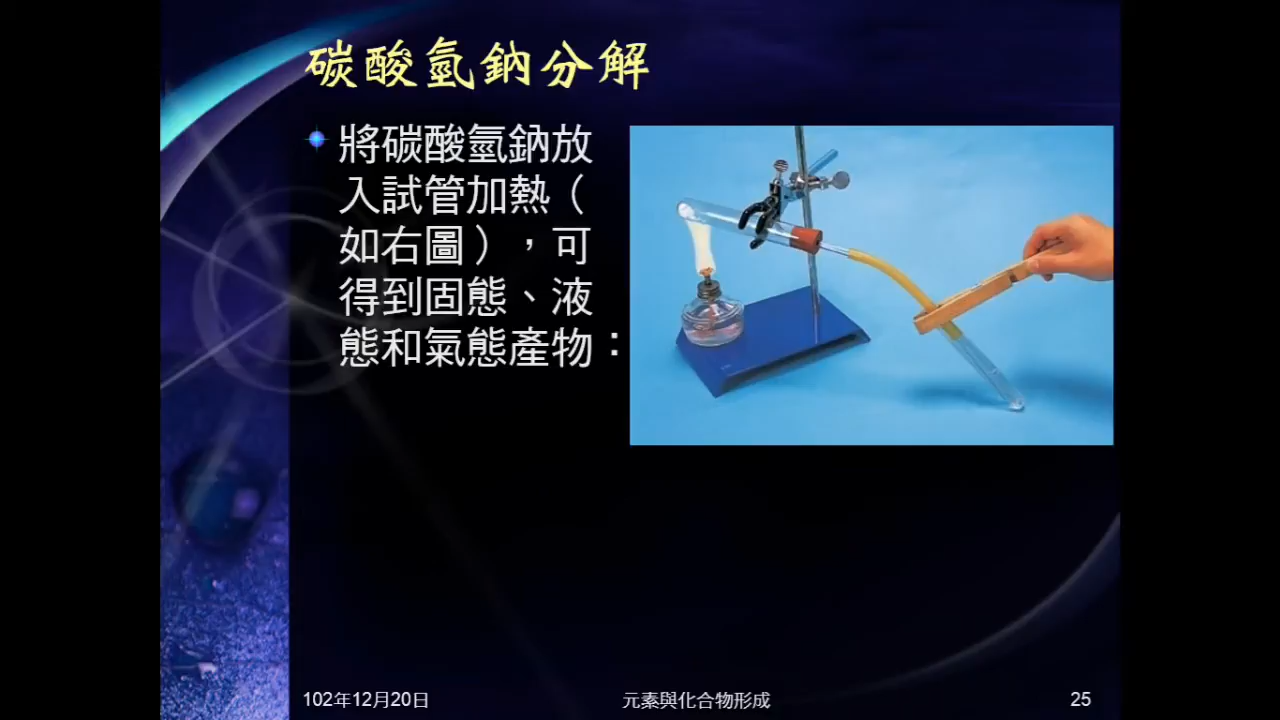 碳酸氫鈉分解
將碳酸氫鈉放
入試管加熱（
如右圖），可
得到固態、液
態和氣態產物：
102年12月20日
元素與化合物形成
25